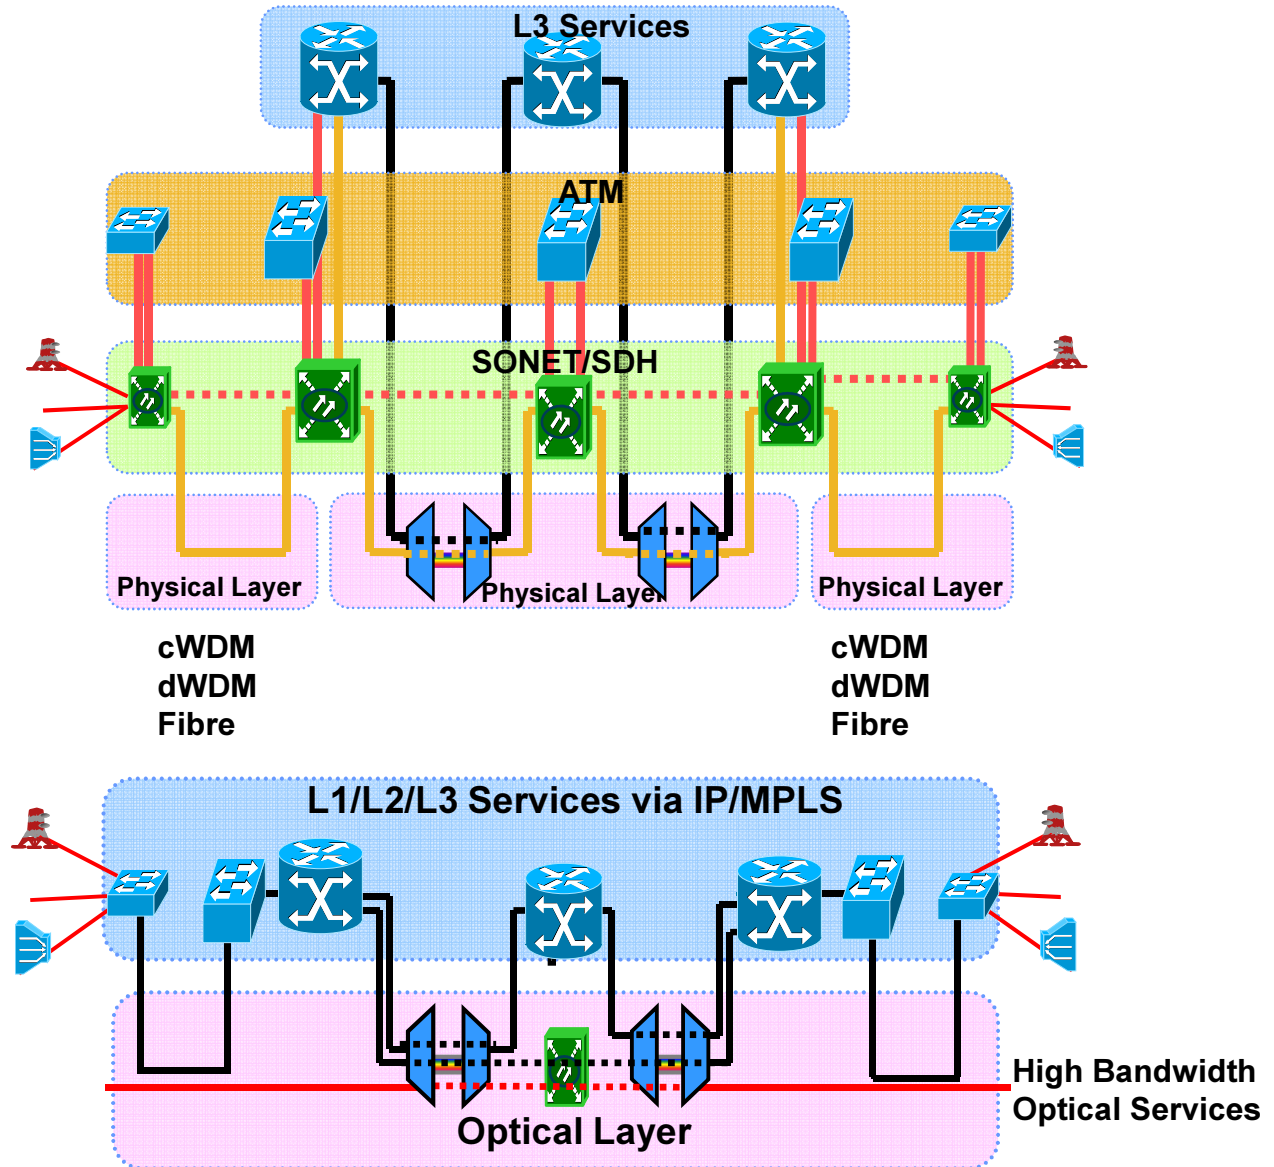 L3 Services
ATM
SONET/SDH
Physical Layer
Physical Layer
Physical Layer
cWDM
dWDM
Fibre
cWDM
dWDM
Fibre
L1/L2/L3 Services via IP/MPLS
High Bandwidth
Optical Services
Optical Layer